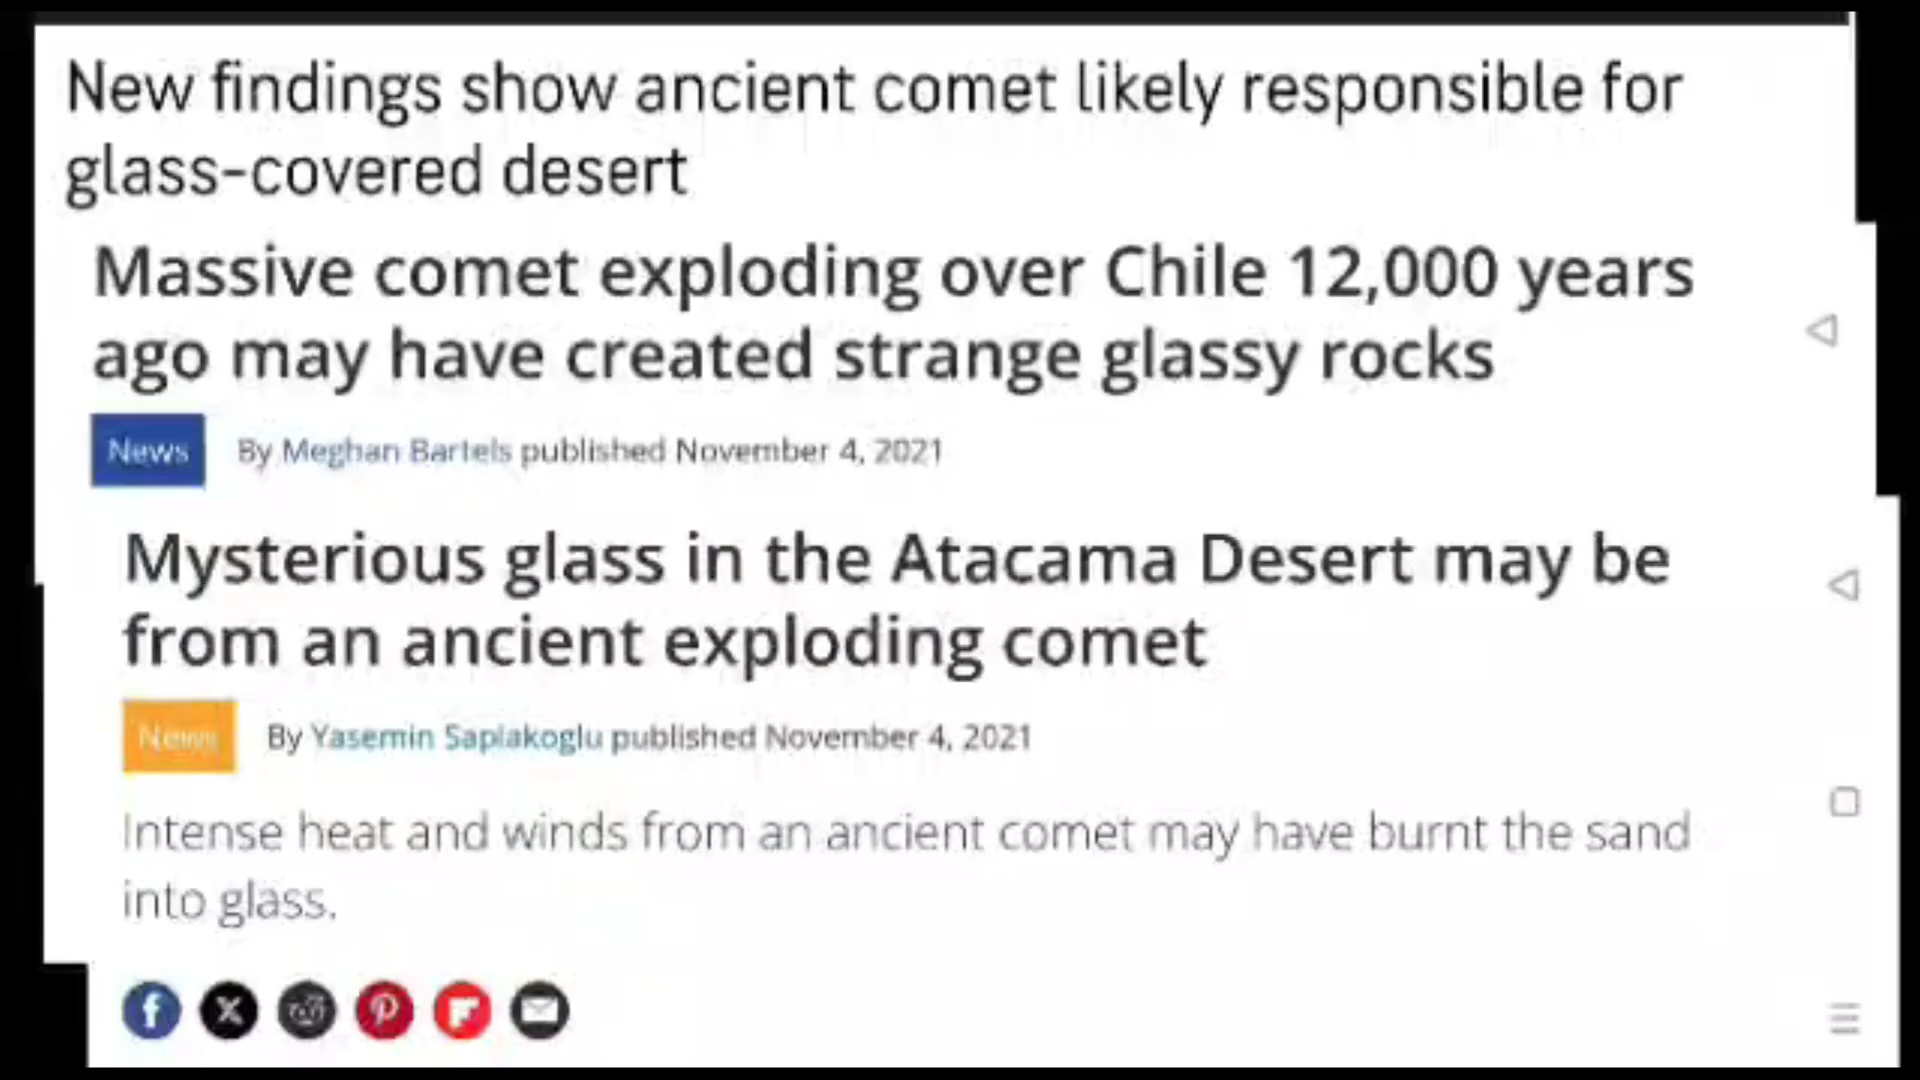 New findings show ancient comet likely responsible for
glass-covered desert
Massive comet exploding over Chile 12,000 years
ago may have created strange glassy rocks
News By Meghan Bartels published November 4, 2021
Mysterious glass in the Atacama Desert may be
from an ancient exploding comet
News By Yasemin Saplakoglu published November 4, 2021
Intense heat and winds from an ancient comet may have burnt the sand
into glass.